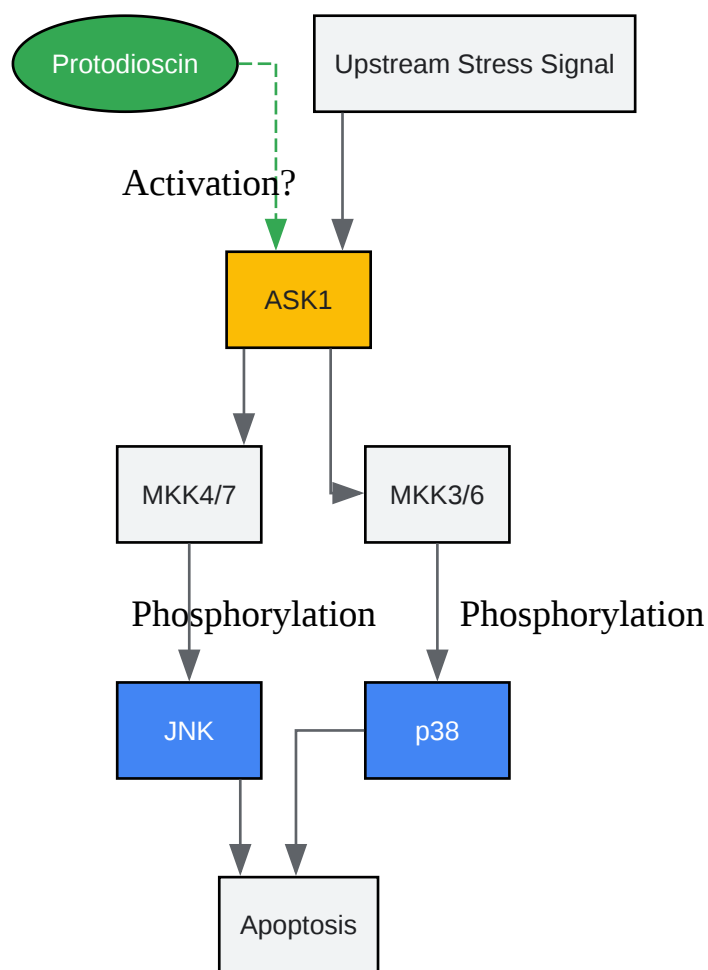 Protodioscin
Upstream Stress Signal
Activation?
ASK1
MKK4/7
MKK3/6
Phosphorylation
Phosphorylation
JNK
p38
Apoptosis